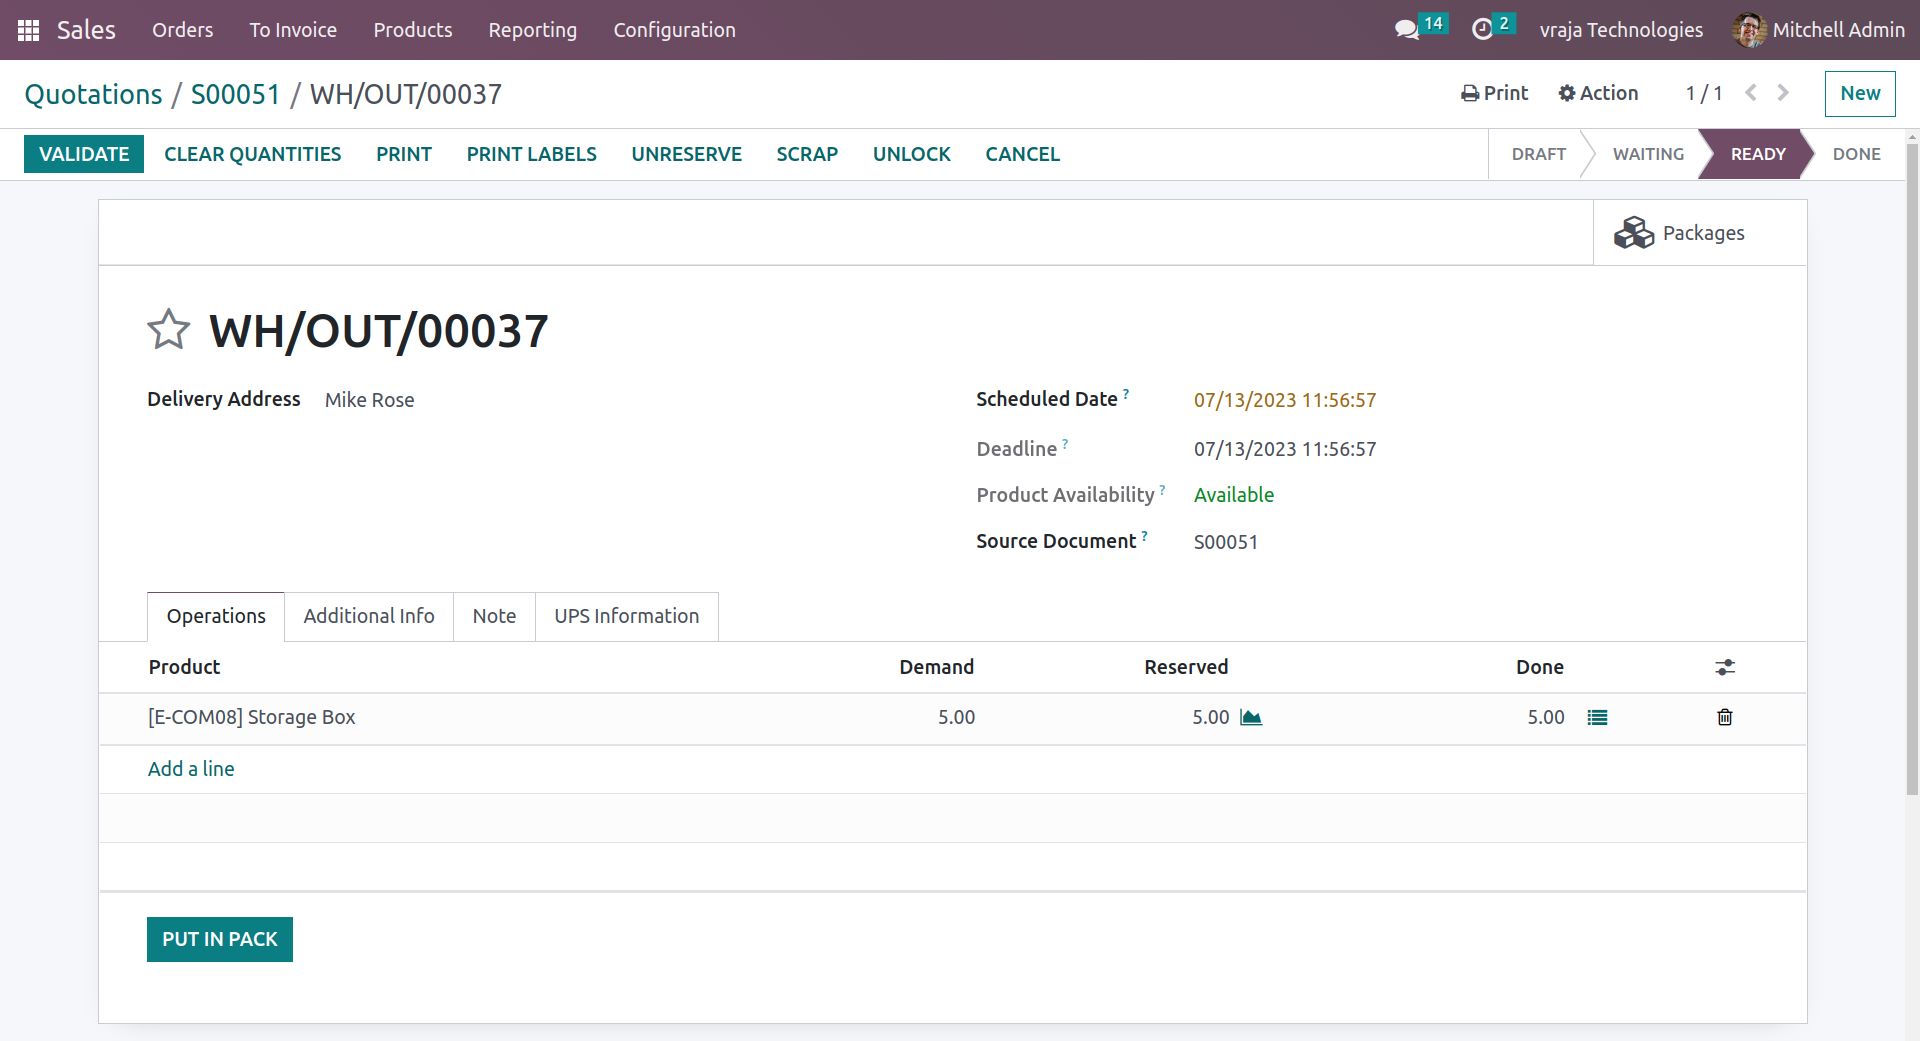 Sales Orders To Invoice Products Reporting Configuration 14 2 vraja Technologies Mitchell Admin
Quotations / S00051 / WH/OUT/00037 Print Action 1 / 1 New
VALIDATE CLEAR QUANTITIES PRINT PRINT LABELS UNRESERVE SCRAP UNLOCK CANCEL DRAFT WAITING READY DONE
Packages
WH/OUT/00037
Delivery Address Mike Rose Scheduled Date ? 07/13/2023 11:56:57
Deadline ? 07/13/2023 11:56:57
Product Availability ? Available
Source Document ? S00051
Operations Additional Info Note UPS Information
Product Demand Reserved Done
[E-COM08] Storage Box 5.00 5.00 5.00
Add a line
PUT IN PACK